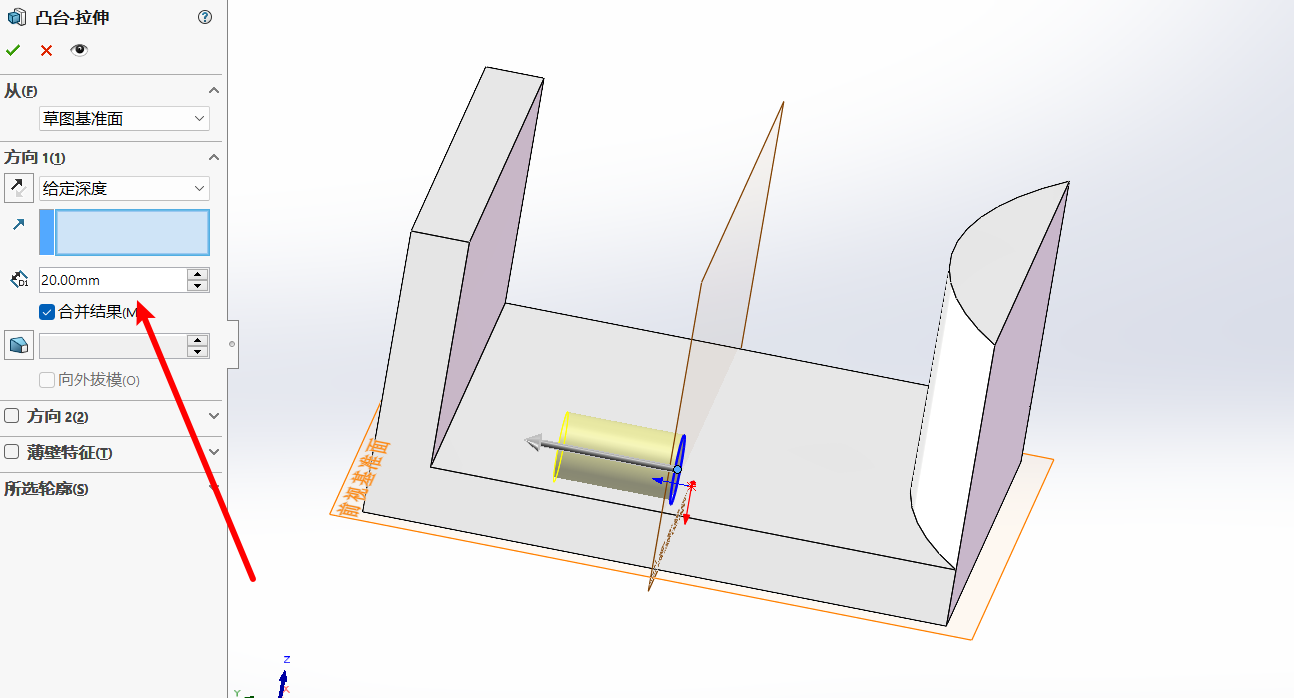 凸台-拉伸
从(F)
草图基准面
方向 1(1)
给定深度
D1
20.00mm
合并结果(M
向外拔模(O)
方向 2(2)
薄壁特征(T)
所选轮廓(S)
前视基准面
Z
Y
X